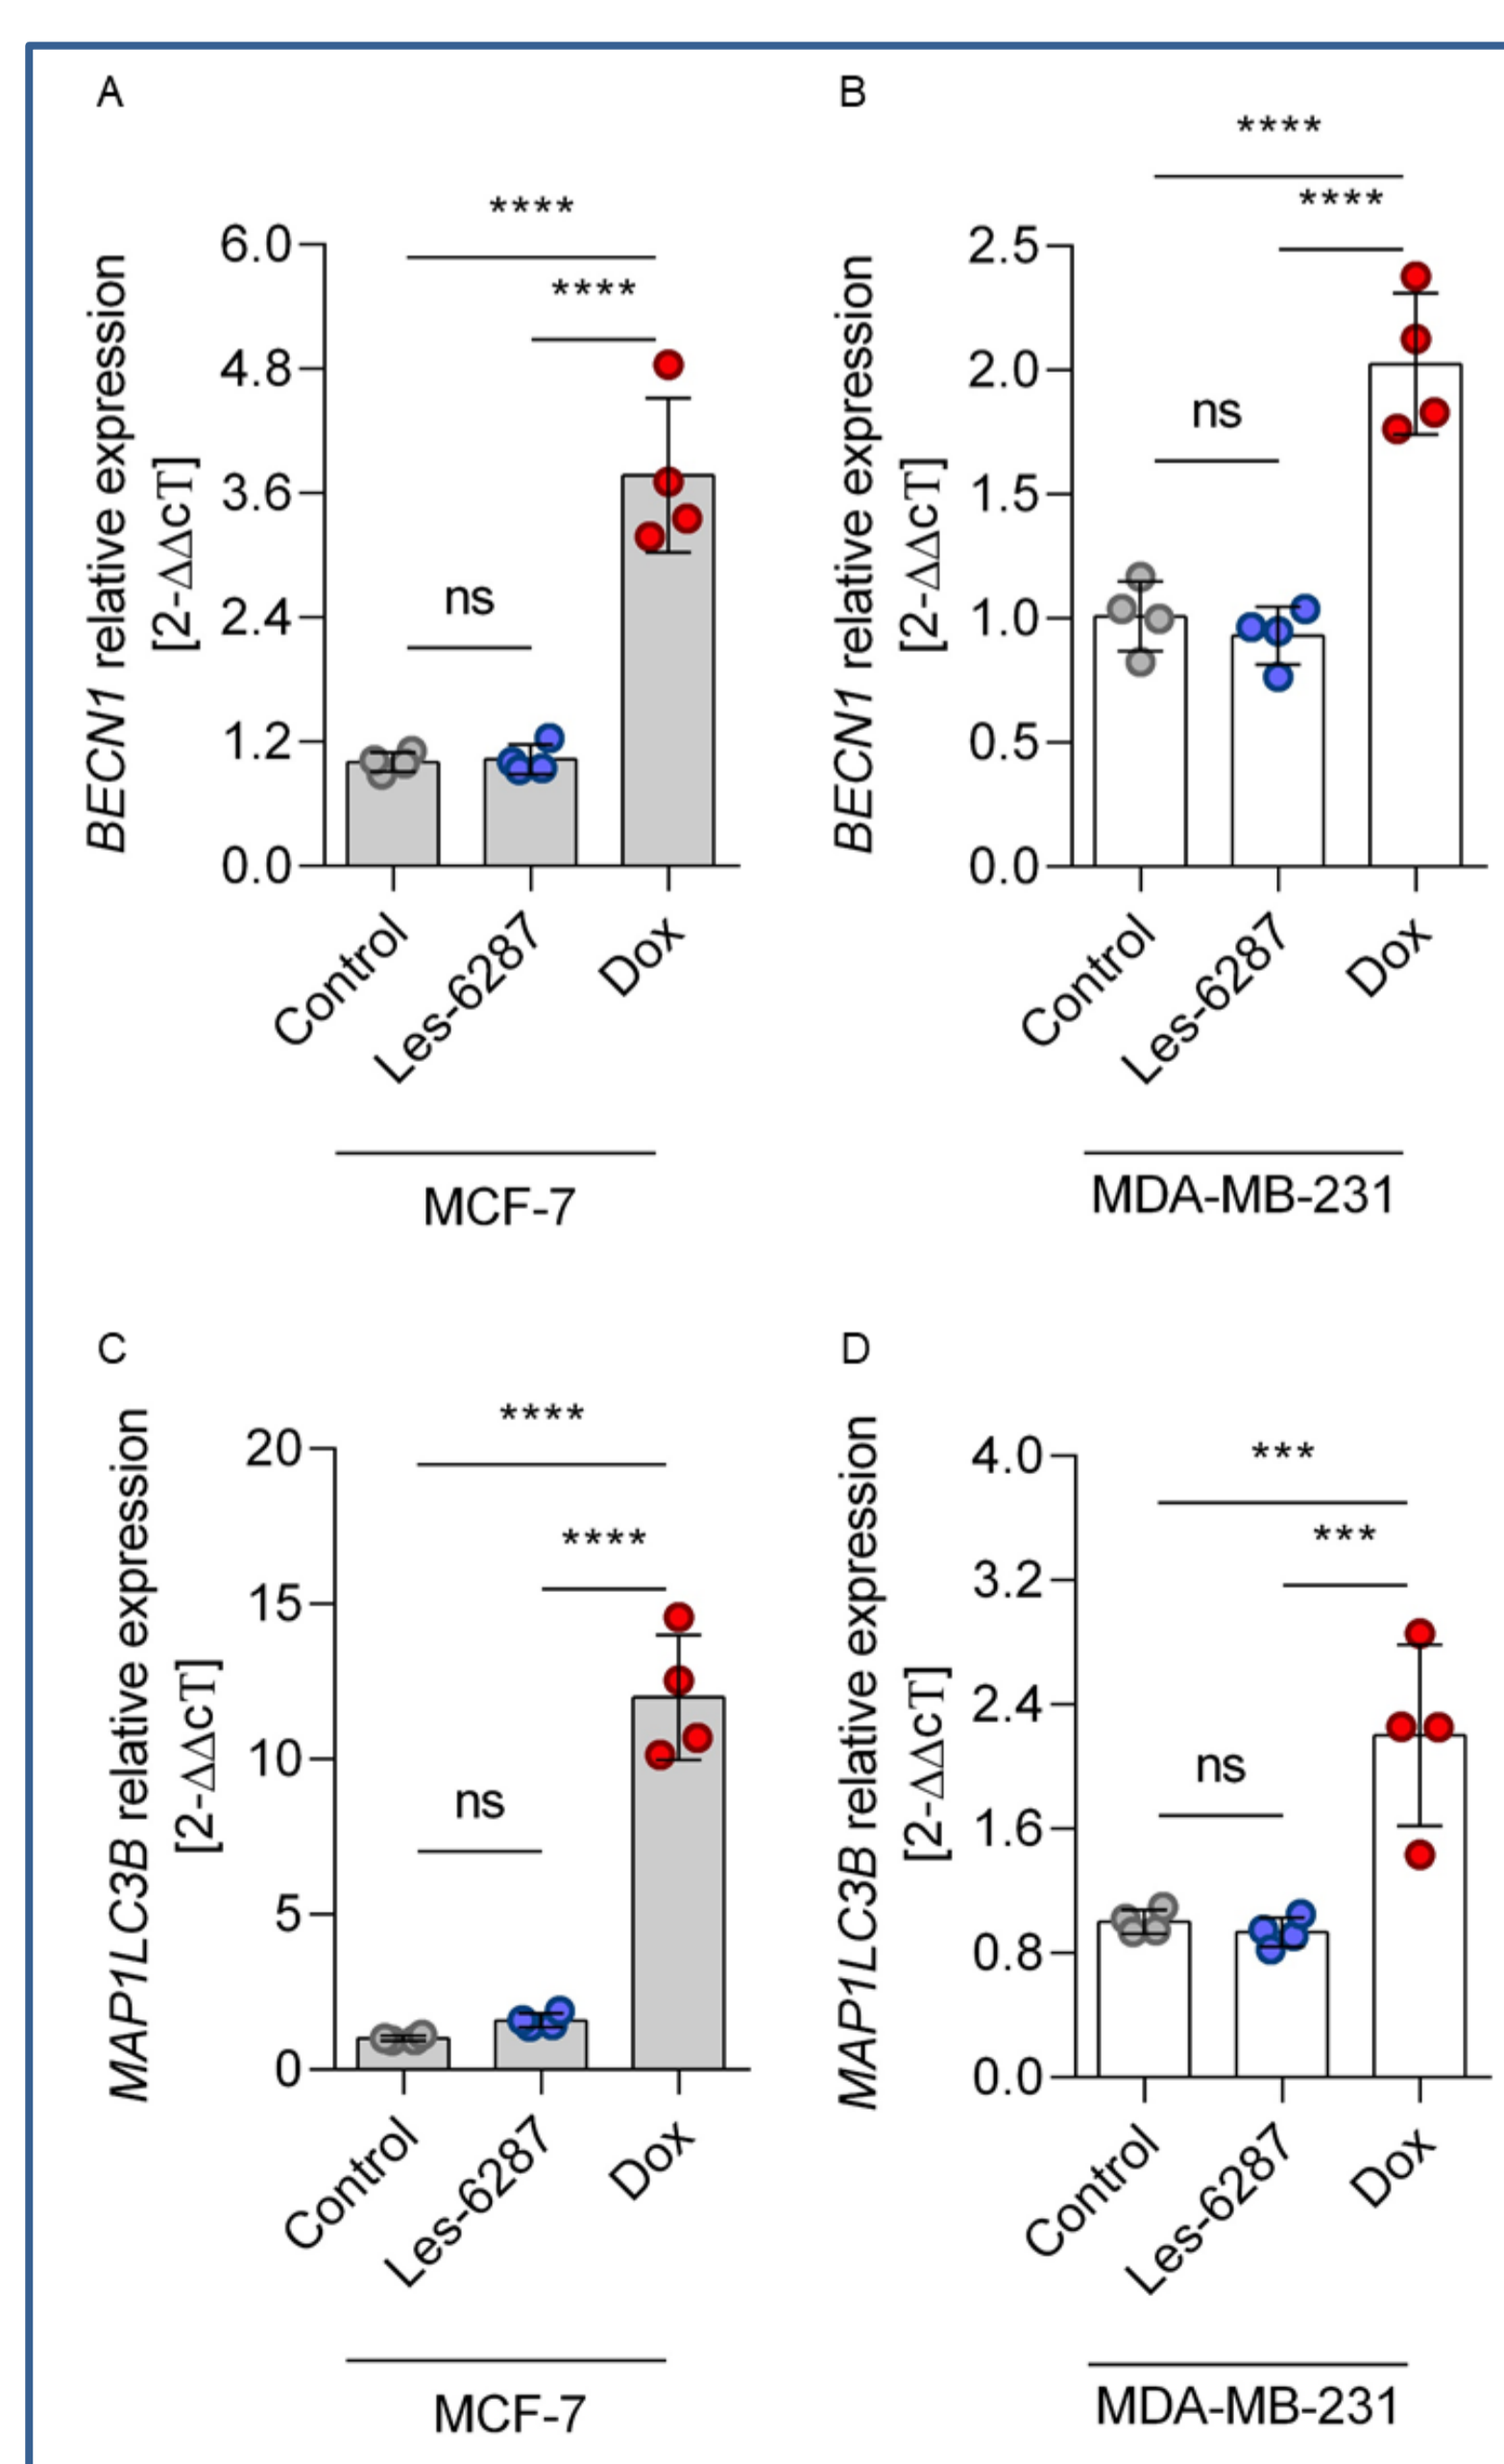 A
****
****
ns
BECN1 relative expression
[2-ΔΔcT]
6.0
4.8
3.6
2.4
1.2
0.0
Control
Les-6287
Dox
MCF-7
B
****
****
ns
BECN1 relative expression
[2-ΔΔcT]
2.5
2.0
1.5
1.0
0.5
0.0
Control
Les-6287
Dox
MDA-MB-231
C
****
****
ns
MAP1LC3B relative expression
[2-ΔΔcT]
20
15
10
5
0
Control
Les-6287
Dox
MCF-7
D
***
***
ns
MAP1LC3B relative expression
[2-ΔΔcT]
4.0
3.2
2.4
1.6
0.8
0.0
Control
Les-6287
Dox
MDA-MB-231